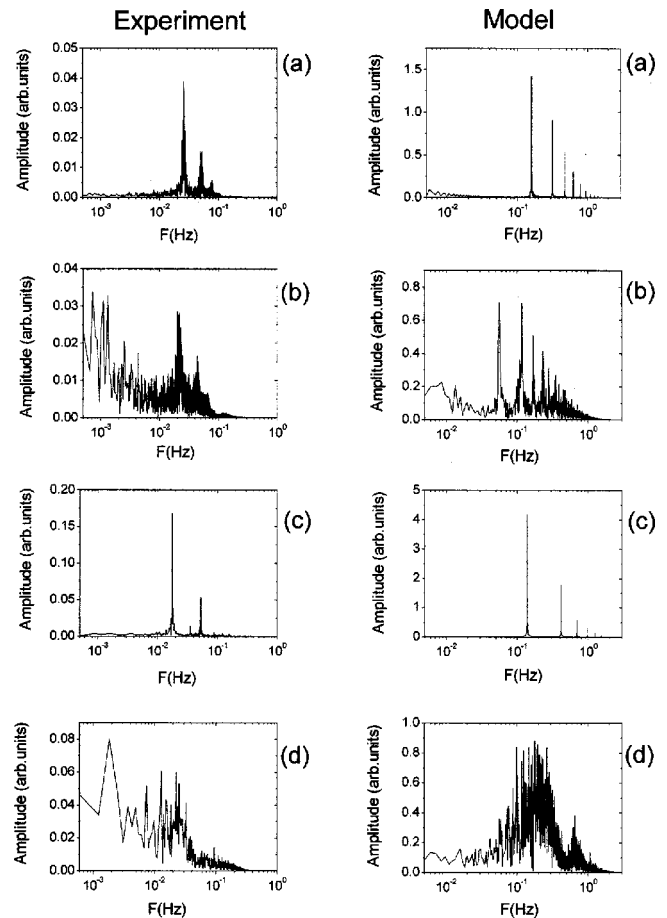 Experiment
Model
(a)
Amplitude (arb.units)
0.05
0.04
0.03
0.02
0.01
0.00
10⁻³ 10⁻² 10⁻¹ 10⁰
F(Hz)
(a)
Amplitude (arb.units)
1.5
1.0
0.5
0.0
10⁻² 10⁻¹ 10⁰
F(Hz)
(b)
Amplitude (arb.units)
0.04
0.03
0.02
0.01
0.00
10⁻³ 10⁻² 10⁻¹ 10⁰
F(Hz)
(b)
Amplitude (arb.units)
0.8
0.6
0.4
0.2
0.0
10⁻² 10⁻¹ 10⁰
F(Hz)
(c)
Amplitude (arb.units)
0.20
0.15
0.10
0.05
0.00
10⁻³ 10⁻² 10⁻¹ 10⁰
F(Hz)
(c)
Amplitude (arb.units)
5
4
3
2
1
0
10⁻² 10⁻¹ 10⁰
F(Hz)
(d)
Amplitude (arb.units)
0.08
0.06
0.04
0.02
0.00
10⁻³ 10⁻² 10⁻¹ 10⁰
F(Hz)
(d)
Amplitude (arb.units)
1.0
0.8
0.6
0.4
0.2
0.0
10⁻² 10⁻¹ 10⁰
F(Hz)